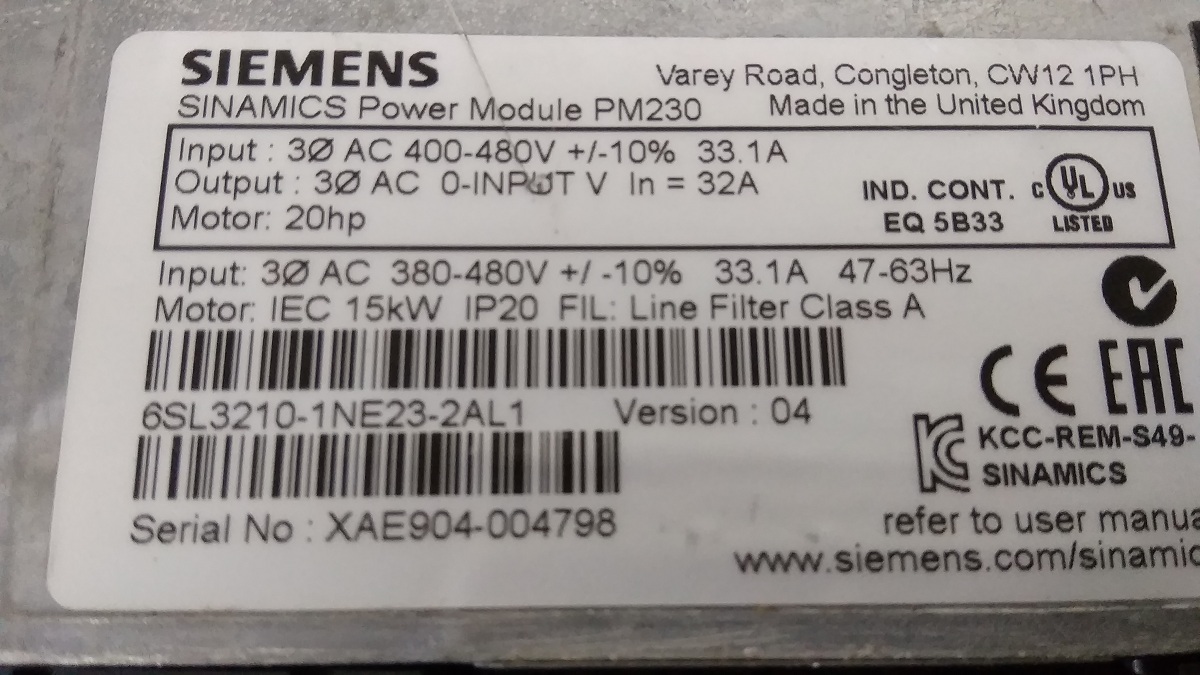 SIEMENS
Varey Road, Congleton, CW12 1PH
SINAMICS Power Module PM230
Made in the United Kingdom
Input : 3Ø AC 400-480V +/-10% 33.1A
Output : 3Ø AC 0-INPUT V In = 32A
Motor: 20hp
IND. CONT.
EQ 5B33
C UL US
LISTED
Input: 3Ø AC 380-480V +/ -10% 33.1A 47-63Hz
Motor: IEC 15kW IP20 FIL: Line Filter Class A
CE EAC
6SL3210-1NE23-2AL1 Version : 04
KCC-REM-S49-
SINAMICS
Serial No : XAE904-004798
refer to user manua
www.siemens.com/sinamic